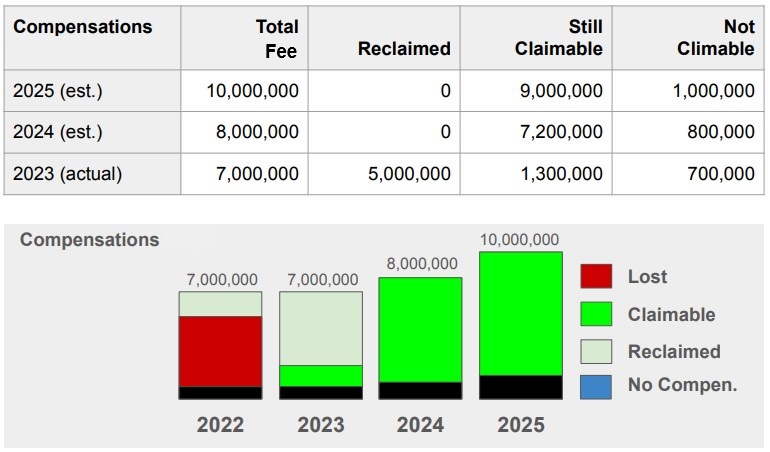 Compensations Total Fee Reclaimed Still Claimable Not Climable
2025 (est.) 10,000,000 0 9,000,000 1,000,000
2024 (est.) 8,000,000 0 7,200,000 800,000
2023 (actual) 7,000,000 5,000,000 1,300,000 700,000
Compensations
7,000,000 7,000,000 8,000,000 10,000,000
Lost
Claimable
Reclaimed
No Compen.
2022 2023 2024 2025